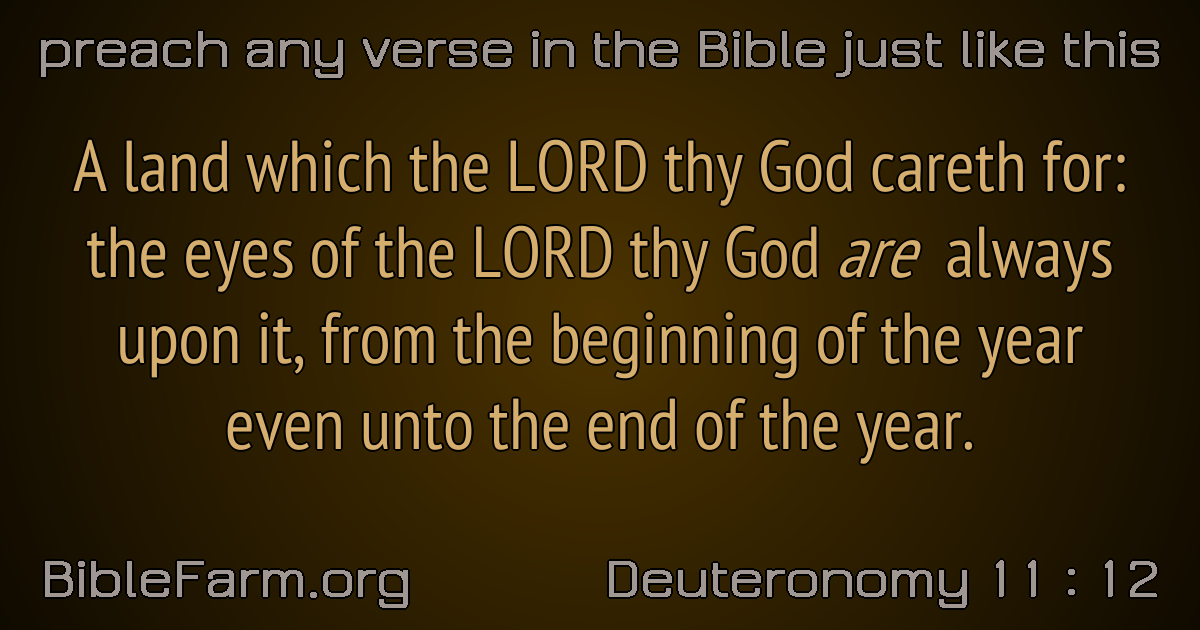 preach any verse in the Bible just like this
A land which the LORD thy God careth for:
the eyes of the LORD thy God are always
upon it, from the beginning of the year
even unto the end of the year.
BibleFarm.org
Deuteronomy 11 : 12